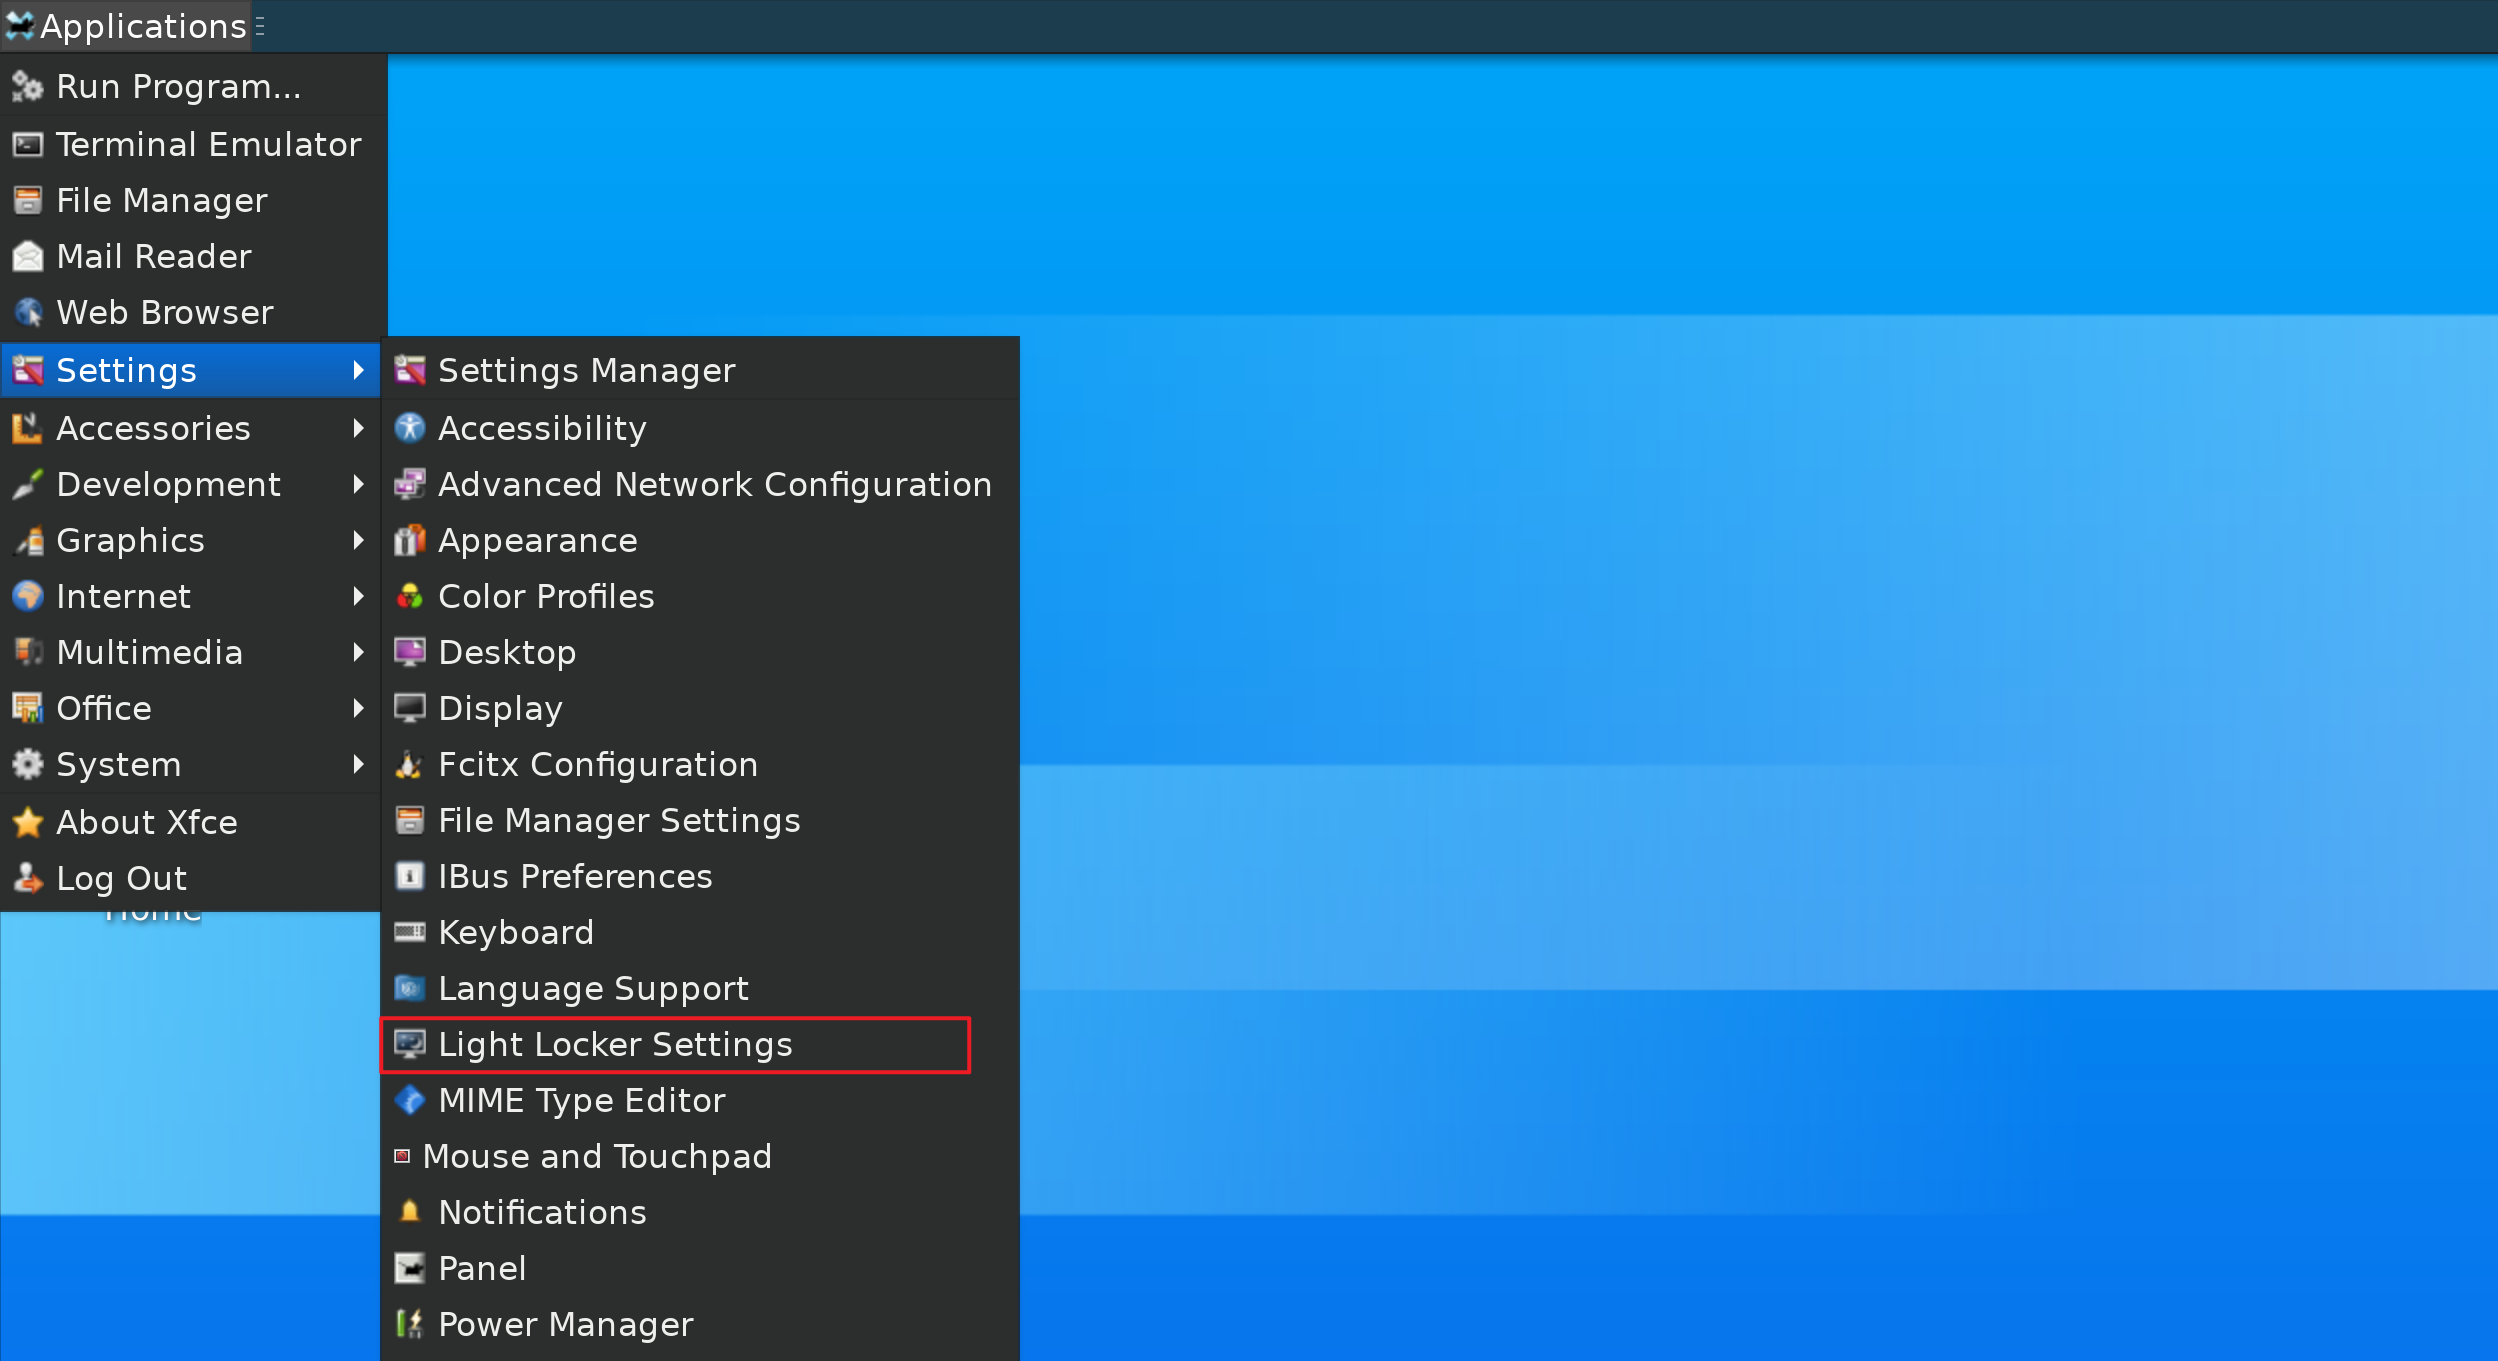 Applications
Run Program...
Terminal Emulator
File Manager
Mail Reader
Web Browser
Settings
Accessories
Development
Graphics
Internet
Multimedia
Office
System
About Xfce
Log Out
Home
Settings Manager
Accessibility
Advanced Network Configuration
Appearance
Color Profiles
Desktop
Display
Fcitx Configuration
File Manager Settings
IBus Preferences
Keyboard
Language Support
Light Locker Settings
MIME Type Editor
Mouse and Touchpad
Notifications
Panel
Power Manager